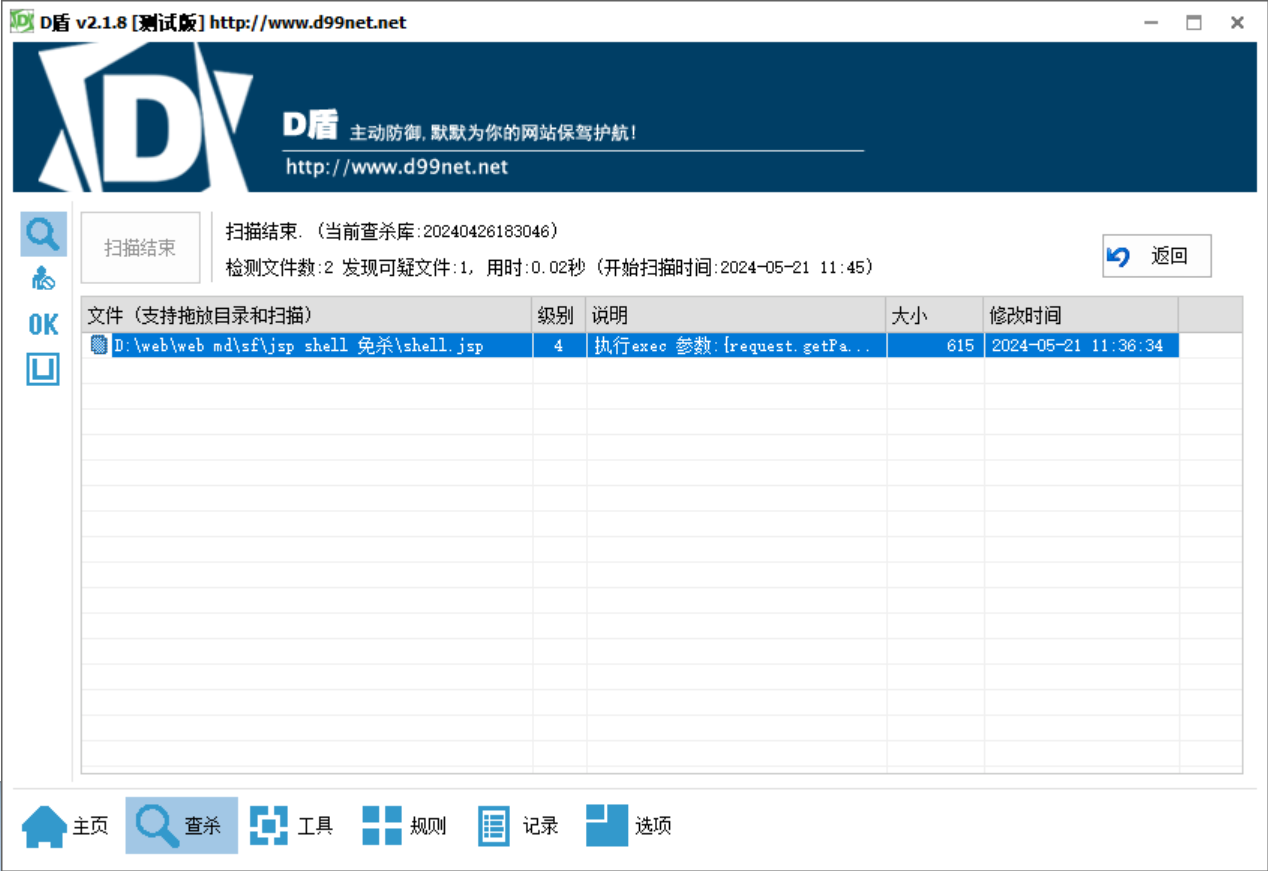 D盾 v2.1.8 [测试版] http://www.d99net.net
D盾 主动防御,默默为你的网站保驾护航!
http://www.d99net.net
扫描结束
扫描结束. (当前查杀库:20240426183046)
检测文件数:2 发现可疑文件:1, 用时:0.02秒 (开始扫描时间:2024-05-21 11:45)
返回
OK
文件 (支持拖放目录和扫描) 级别 说明 大小 修改时间
D:\web\web md\sf\jsp shell 免杀\shell.jsp 4 执行exec 参数:{request.getPa... 615 2024-05-21 11:36:34
主页 查杀 工具 规则 记录 选项